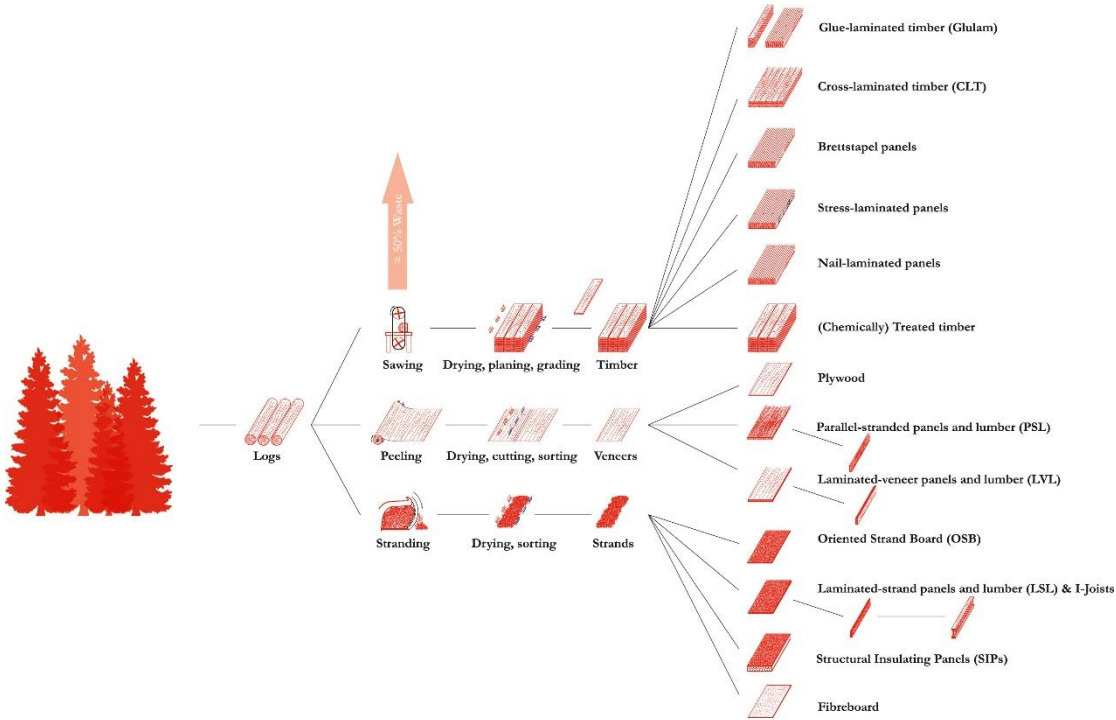 Glue-laminated timber (Glulam)
Cross-laminated timber (CLT)
Brettstapel panels
Stress-laminated panels
Nail-laminated panels
(Chemically) Treated timber
≈ 50% Waste
Sawing
Drying, planing, grading
Timber
Plywood
Parallel-stranded panels and lumber (PSL)
Logs
Peeling
Drying, cutting, sorting
Veneers
Laminated-veneer panels and lumber (LVL)
Stranding
Drying, sorting
Strands
Oriented Strand Board (OSB)
Laminated-strand panels and lumber (LSL) & I-Joists
Structural Insulating Panels (SIPs)
Fibreboard